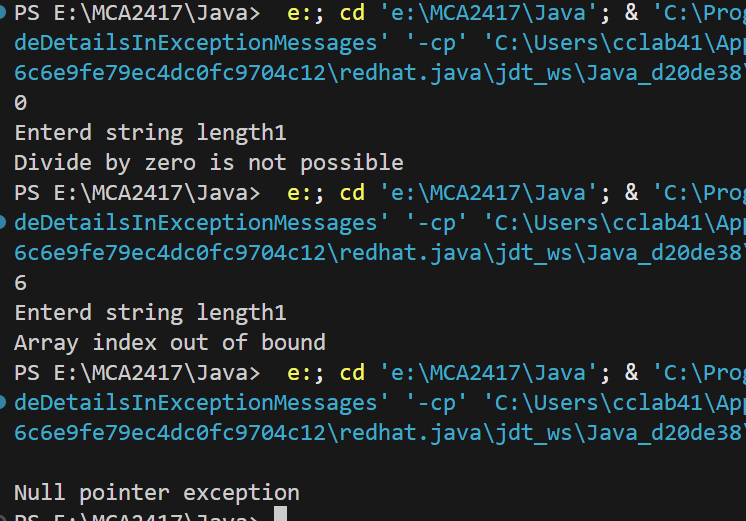 PS E:\MCA2417\Java>  e:; cd 'e:\MCA2417\Java'; & 'C:\Prog
deDetailsInExceptionMessages' '-cp' 'C:\Users\cclab41\App
6c6e9fe79ec4dc0fc9704c12\redhat.java\jdt_ws\Java_d20de38\
0
Enterd string length1
Divide by zero is not possible
PS E:\MCA2417\Java>  e:; cd 'e:\MCA2417\Java'; & 'C:\Prog
deDetailsInExceptionMessages' '-cp' 'C:\Users\cclab41\App
6c6e9fe79ec4dc0fc9704c12\redhat.java\jdt_ws\Java_d20de38\
6
Enterd string length1
Array index out of bound
PS E:\MCA2417\Java>  e:; cd 'e:\MCA2417\Java'; & 'C:\Prog
deDetailsInExceptionMessages' '-cp' 'C:\Users\cclab41\App
6c6e9fe79ec4dc0fc9704c12\redhat.java\jdt_ws\Java_d20de38\
Null pointer exception
PS E:\MCA2417\Java>